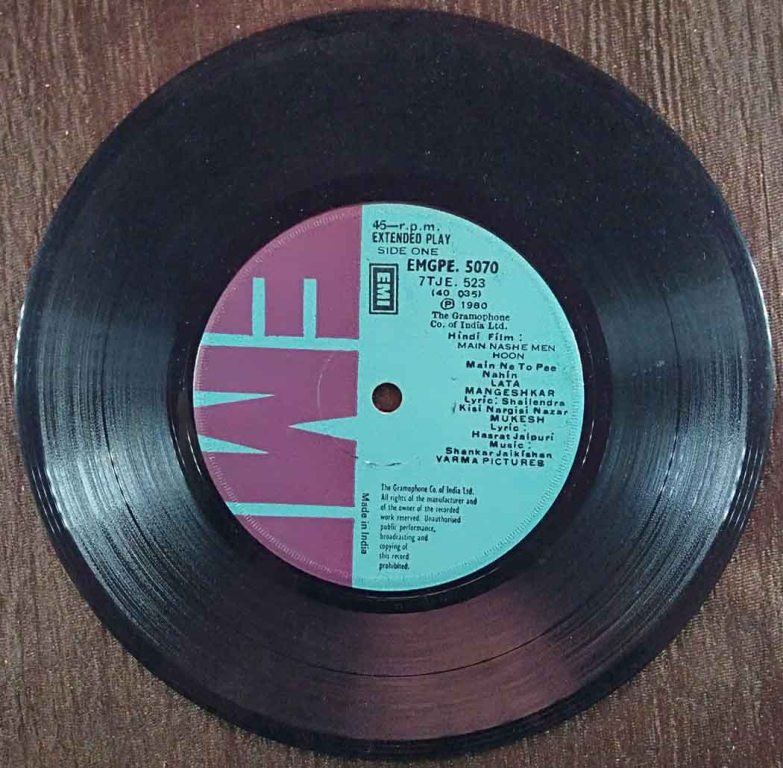 45—r.p.m.
EXTENDED PLAY
SIDE ONE
EMGPE. 5070
7TJE. 523
(40 035)
Ⓟ 1980
EMI
The Gramophone
Co. of India Ltd.
Hindi Film :
MAIN NASHE MEN
HOON
Main Ne To Pee
Nahin
LATA
MANGESHKAR
Lyric: Shailendra
Kisi Nargisi Nazar
MUKESH
Lyric :
Hasrat Jaipuri
Music :
Shankar Jaikishan
VARMA PICTURES
The Gramophone Co. of India Ltd.
All rights of the manufacturer and
of the owner of the recorded
work reserved. Unauthorised
public performance,
broadcasting and
copying of
this record
prohibited.
Made in India
EMI